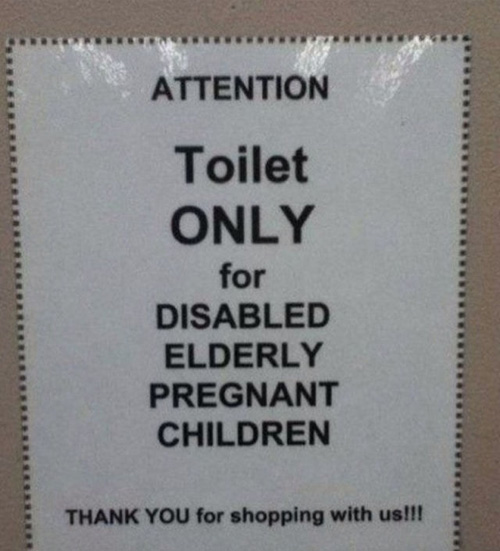 ATTENTION
Toilet
ONLY
for
DISABLED
ELDERLY
PREGNANT
CHILDREN
THANK YOU for shopping with us!!!